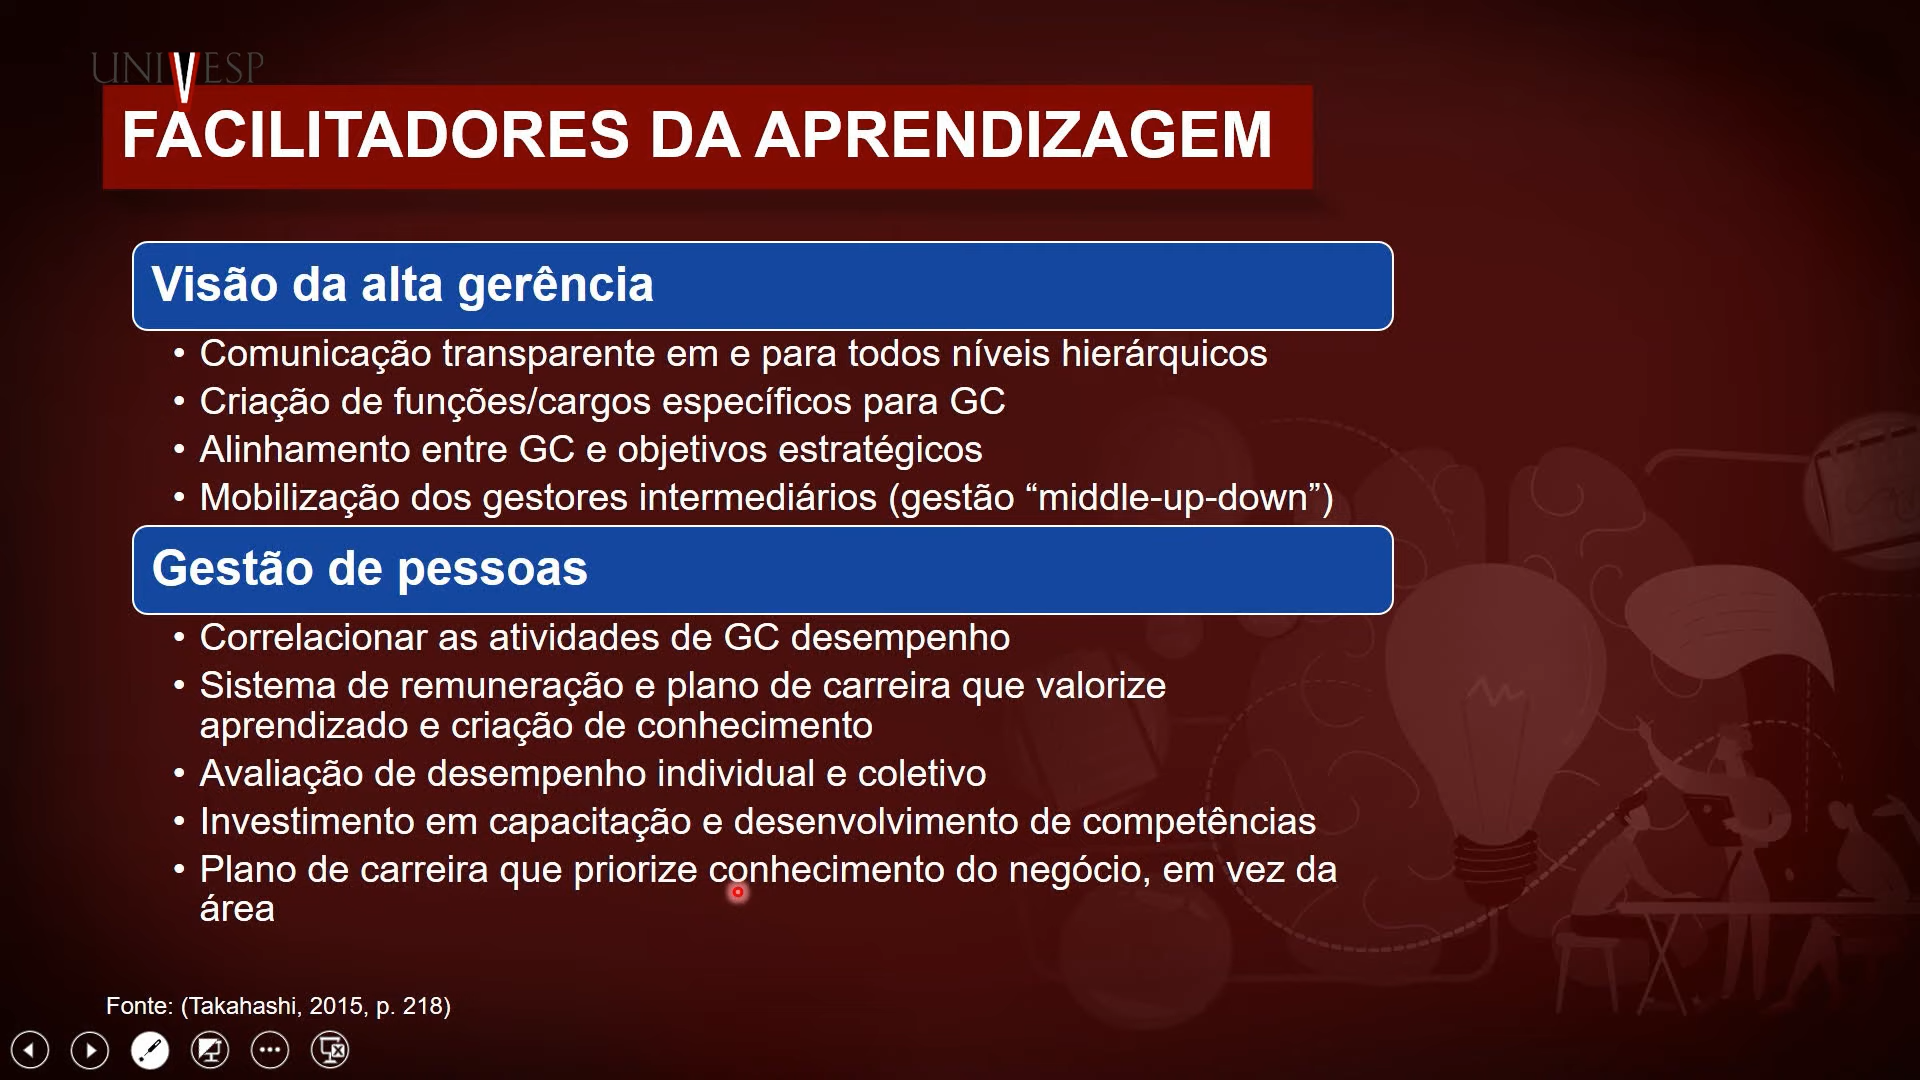 UNIVESP
FACILITADORES DA APRENDIZAGEM
Visão da alta gerência
• Comunicação transparente em e para todos níveis hierárquicos
• Criação de funções/cargos específicos para GC
• Alinhamento entre GC e objetivos estratégicos
• Mobilização dos gestores intermediários (gestão “middle-up-down”)
Gestão de pessoas
• Correlacionar as atividades de GC desempenho
• Sistema de remuneração e plano de carreira que valorize
aprendizado e criação de conhecimento
• Avaliação de desempenho individual e coletivo
• Investimento em capacitação e desenvolvimento de competências
• Plano de carreira que priorize conhecimento do negócio, em vez da
área
Fonte: (Takahashi, 2015, p. 218)